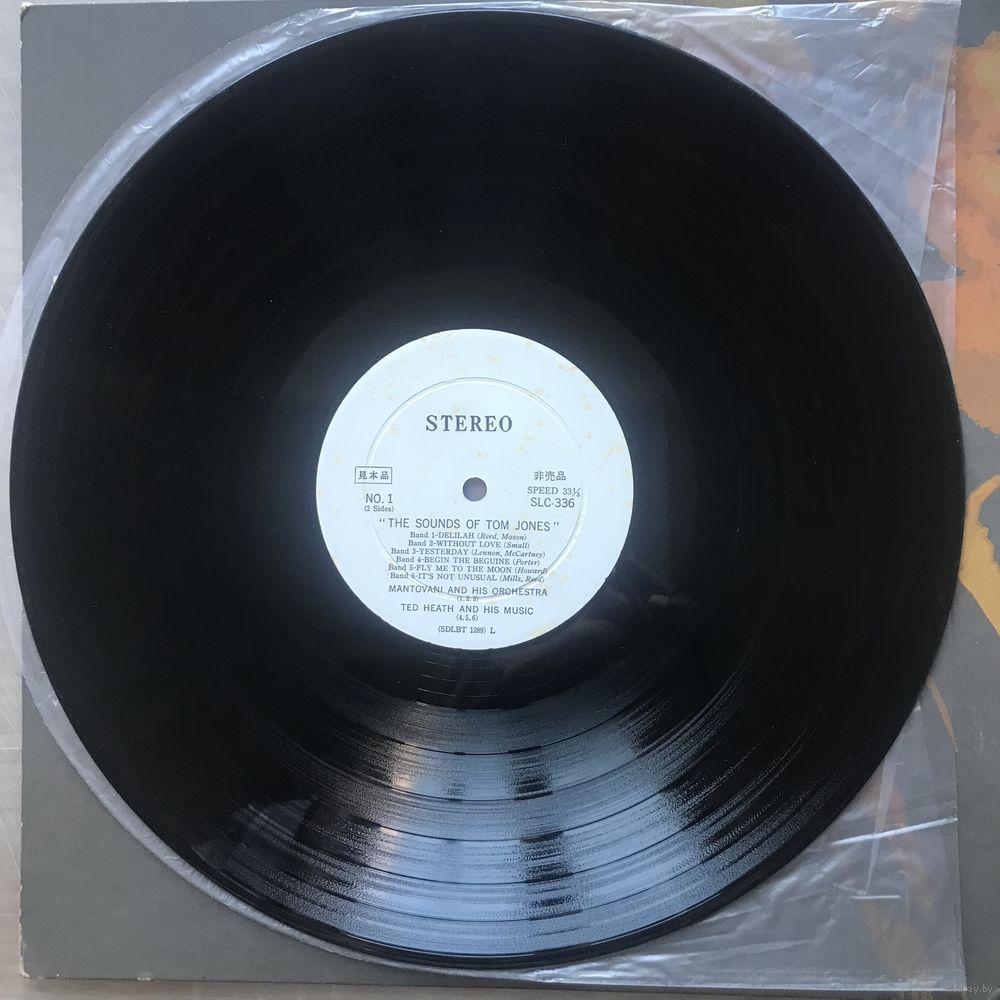 STEREO
見本品
非売品
NO. 1
SPEED 33⅓
(2 Sides)
SLC-336
"THE SOUNDS OF TOM JONES"
Band 1-DELILAH (Reed, Mason)
Band 2-WITHOUT LOVE (Small)
Band 3-YESTERDAY (Lennon, McCartney)
Band 4-BEGIN THE BEGUINE (Porter)
Band 5-FLY ME TO THE MOON (Howard)
Band 6-IT'S NOT UNUSUAL (Mills, Reed)
MANTOVANI AND HIS ORCHESTRA
TED HEATH AND HIS MUSIC
(4.5.6)
(SDLBT 1289) L